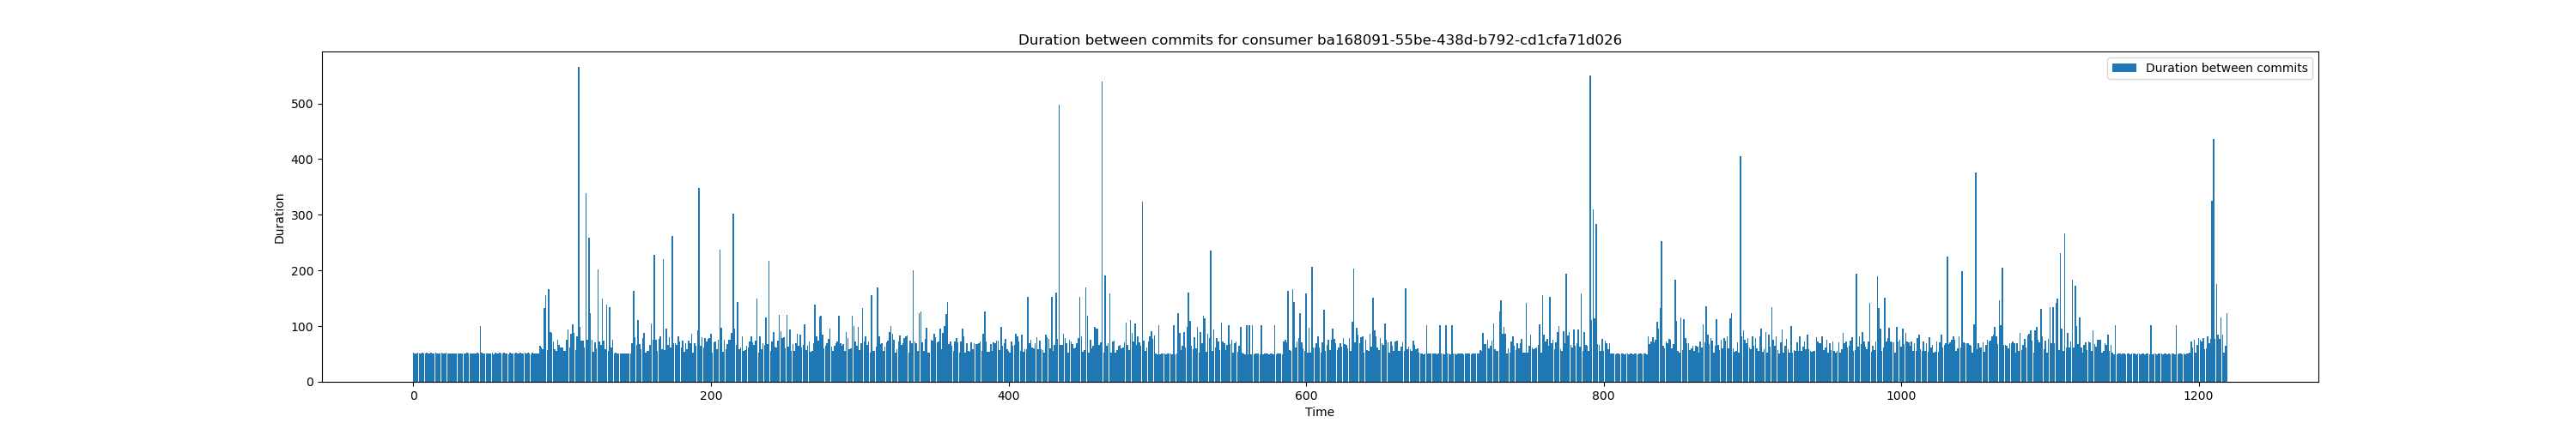 Duration between commits for consumer ba168091-55be-438d-b792-cd1cfa71d026
Duration between commits
500
400
300
200
100
0
Duration
0 200 400 600 800 1000 1200
Time